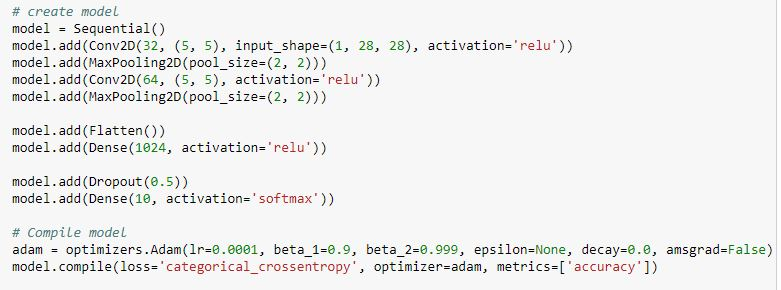 # create model
model = Sequential()
model.add(Conv2D(32, (5, 5), input_shape=(1, 28, 28), activation='relu'))
model.add(MaxPooling2D(pool_size=(2, 2)))
model.add(Conv2D(64, (5, 5), activation='relu'))
model.add(MaxPooling2D(pool_size=(2, 2)))
model.add(Flatten())
model.add(Dense(1024, activation='relu'))
model.add(Dropout(0.5))
model.add(Dense(10, activation='softmax'))
# Compile model
adam = optimizers.Adam(lr=0.0001, beta_1=0.9, beta_2=0.999, epsilon=None, decay=0.0, amsgrad=False)
model.compile(loss='categorical_crossentropy', optimizer=adam, metrics=['accuracy'])